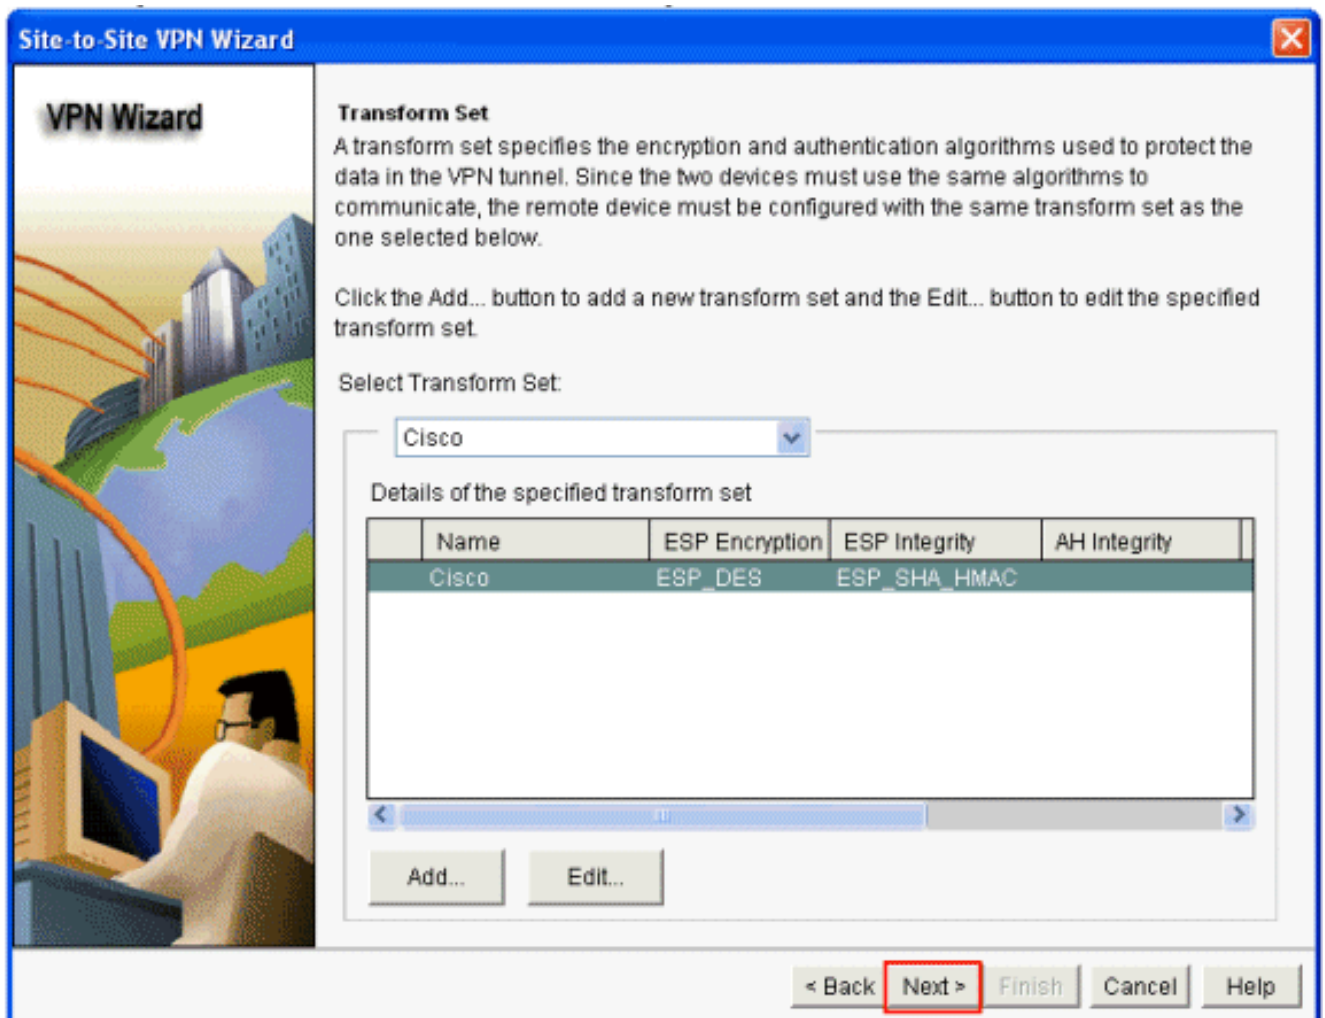 Site-to-Site VPN Wizard
VPN Wizard
Transform Set
A transform set specifies the encryption and authentication algorithms used to protect the
data in the VPN tunnel. Since the two devices must use the same algorithms to
communicate, the remote device must be configured with the same transform set as the
one selected below.
Click the Add... button to add a new transform set and the Edit... button to edit the specified
transform set.
Select Transform Set:
Cisco
Details of the specified transform set
Name ESP Encryption ESP Integrity AH Integrity
Cisco ESP_DES ESP_SHA_HMAC
Add... Edit...
< Back Next > Finish Cancel Help